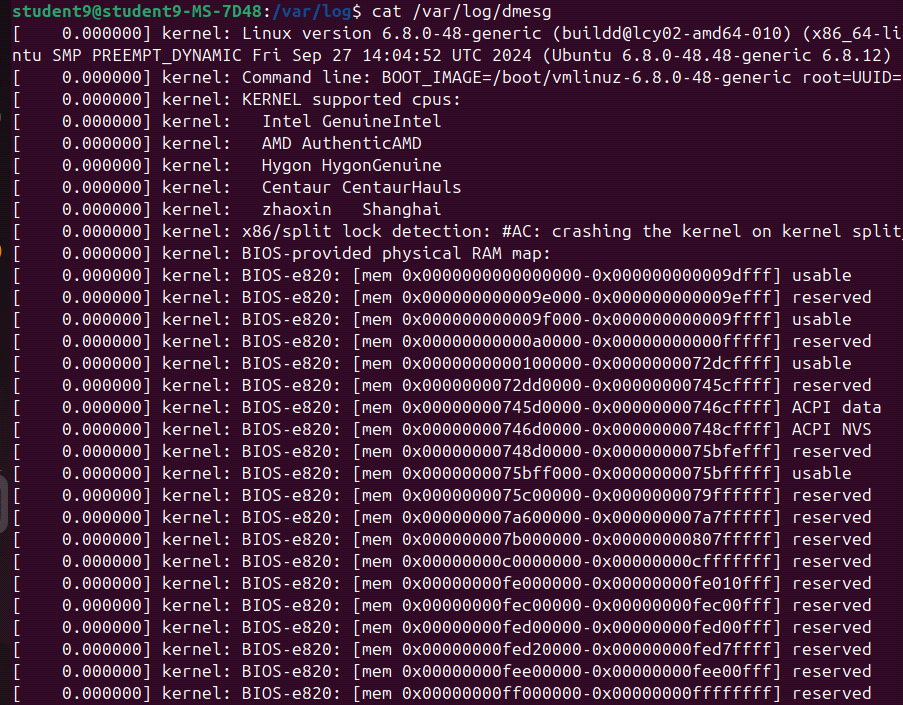 student9@student9-MS-7D48:/var/log$ cat /var/log/dmesg
[    0.000000] kernel: Linux version 6.8.0-48-generic (buildd@lcy02-amd64-010) (x86_64-li
ntu SMP PREEMPT_DYNAMIC Fri Sep 27 14:04:52 UTC 2024 (Ubuntu 6.8.0-48.48-generic 6.8.12)
[    0.000000] kernel: Command line: BOOT_IMAGE=/boot/vmlinuz-6.8.0-48-generic root=UUID=
[    0.000000] kernel: KERNEL supported cpus:
[    0.000000] kernel:   Intel GenuineIntel
[    0.000000] kernel:   AMD AuthenticAMD
[    0.000000] kernel:   Hygon HygonGenuine
[    0.000000] kernel:   Centaur CentaurHauls
[    0.000000] kernel:   zhaoxin   Shanghai
[    0.000000] kernel: x86/split lock detection: #AC: crashing the kernel on kernel split_
[    0.000000] kernel: BIOS-provided physical RAM map:
[    0.000000] kernel: BIOS-e820: [mem 0x0000000000000000-0x000000000009dfff] usable
[    0.000000] kernel: BIOS-e820: [mem 0x000000000009e000-0x000000000009efff] reserved
[    0.000000] kernel: BIOS-e820: [mem 0x000000000009f000-0x000000000009ffff] usable
[    0.000000] kernel: BIOS-e820: [mem 0x00000000000a0000-0x00000000000fffff] reserved
[    0.000000] kernel: BIOS-e820: [mem 0x0000000000100000-0x0000000072dcffff] usable
[    0.000000] kernel: BIOS-e820: [mem 0x0000000072dd0000-0x00000000745cffff] reserved
[    0.000000] kernel: BIOS-e820: [mem 0x00000000745d0000-0x00000000746cffff] ACPI data
[    0.000000] kernel: BIOS-e820: [mem 0x00000000746d0000-0x00000000748cffff] ACPI NVS
[    0.000000] kernel: BIOS-e820: [mem 0x00000000748d0000-0x0000000075bfefff] reserved
[    0.000000] kernel: BIOS-e820: [mem 0x0000000075bff000-0x0000000075bfffff] usable
[    0.000000] kernel: BIOS-e820: [mem 0x0000000075c00000-0x0000000079ffffff] reserved
[    0.000000] kernel: BIOS-e820: [mem 0x000000007a600000-0x000000007a7fffff] reserved
[    0.000000] kernel: BIOS-e820: [mem 0x000000007b000000-0x00000000807fffff] reserved
[    0.000000] kernel: BIOS-e820: [mem 0x00000000c0000000-0x00000000cfffffff] reserved
[    0.000000] kernel: BIOS-e820: [mem 0x00000000fe000000-0x00000000fe010fff] reserved
[    0.000000] kernel: BIOS-e820: [mem 0x00000000fec00000-0x00000000fec00fff] reserved
[    0.000000] kernel: BIOS-e820: [mem 0x00000000fed00000-0x00000000fed00fff] reserved
[    0.000000] kernel: BIOS-e820: [mem 0x00000000fed20000-0x00000000fed7ffff] reserved
[    0.000000] kernel: BIOS-e820: [mem 0x00000000fee00000-0x00000000fee00fff] reserved
[    0.000000] kernel: BIOS-e820: [mem 0x00000000ff000000-0x00000000ffffffff] reserved